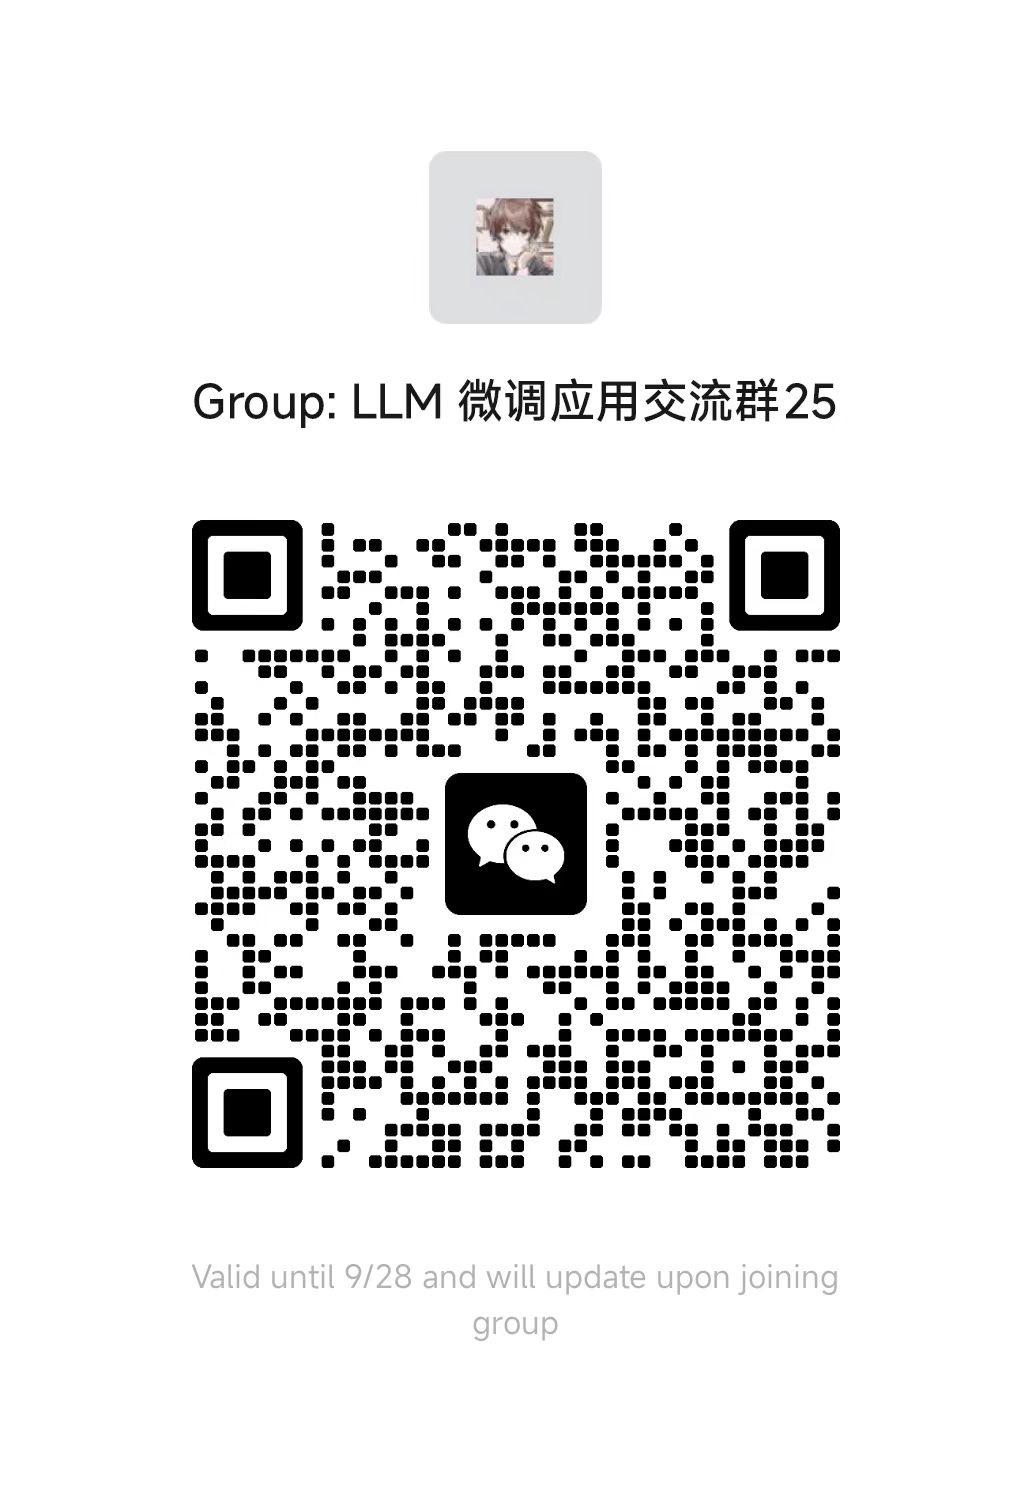 Group: LLM 微调应用交流群25
Valid until 9/28 and will update upon joining
group